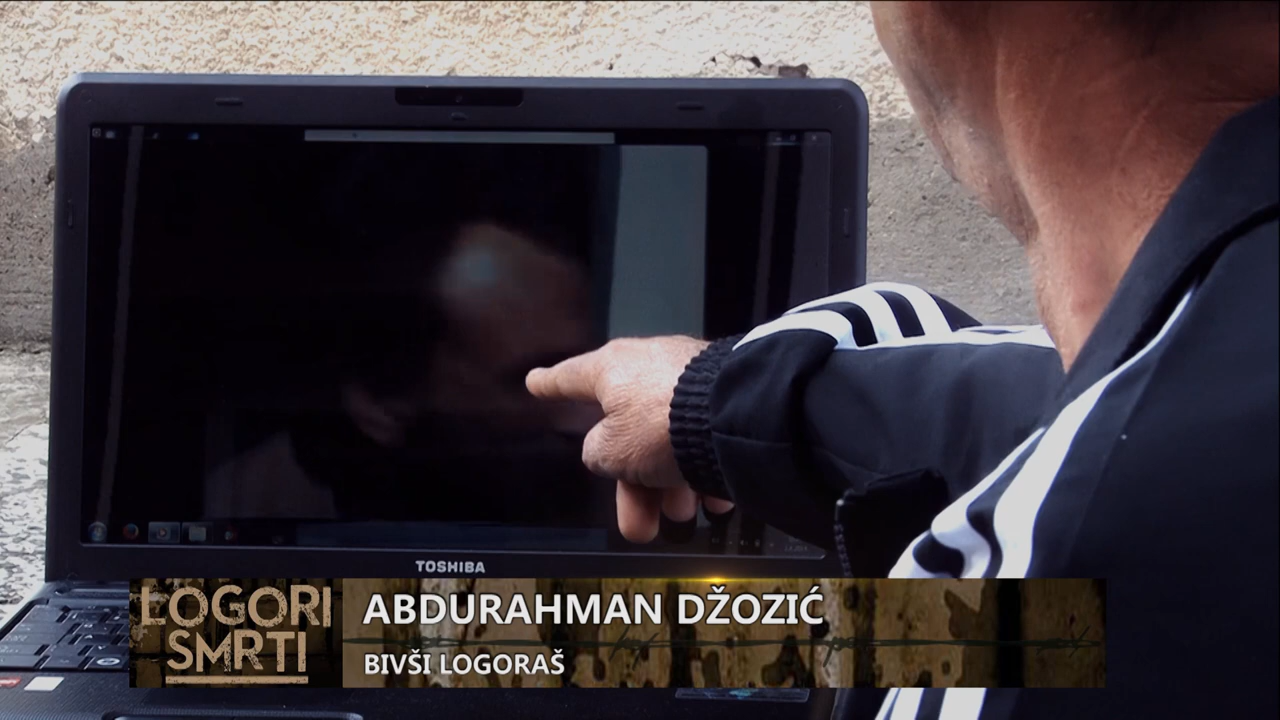 TOSHIBA
LOGORI
SMRTI
ABDURAHMAN DŽOZIĆ
BIVŠI LOGORAŠ